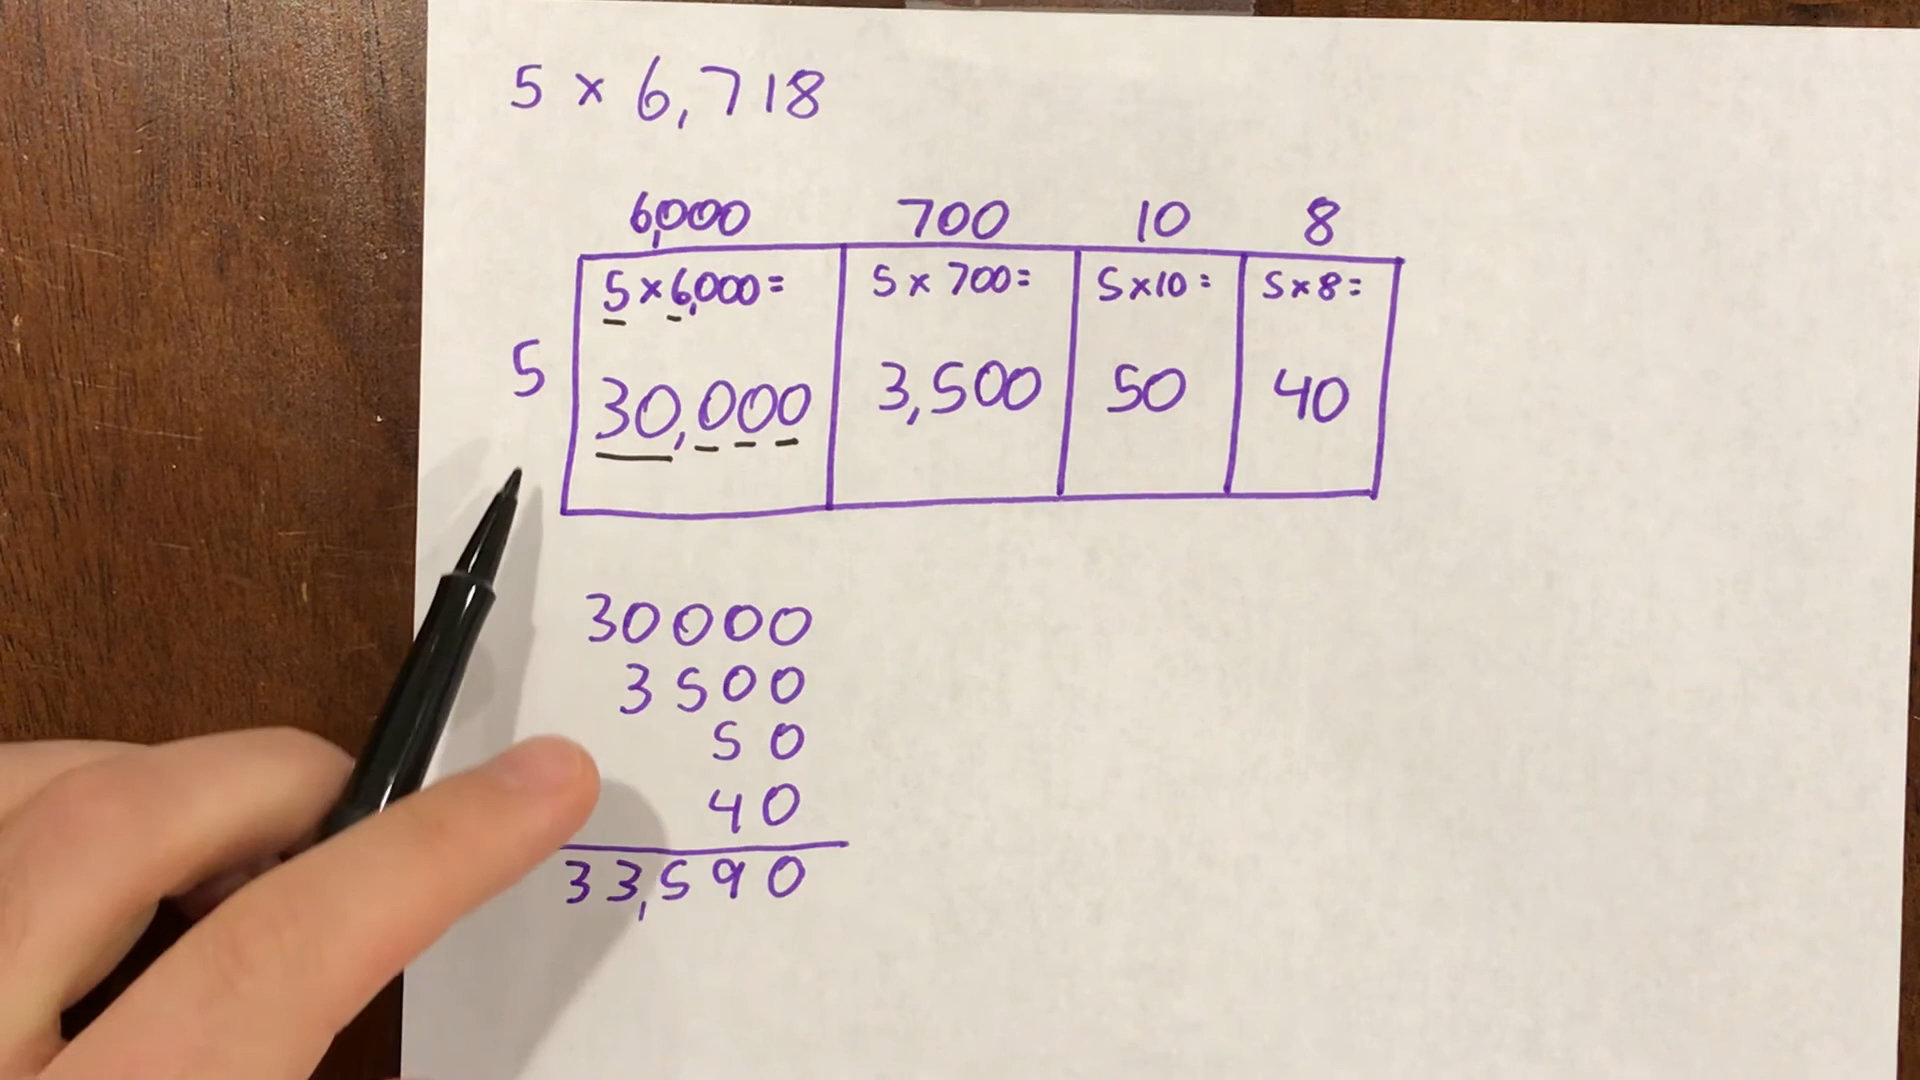 5 × 6,718
6,000 700 10 8
5 × 6,000 = 5 × 700 = 5 × 10 = 5 × 8 =
5 30,000 3,500 50 40
30000
3500
50
40
33,590